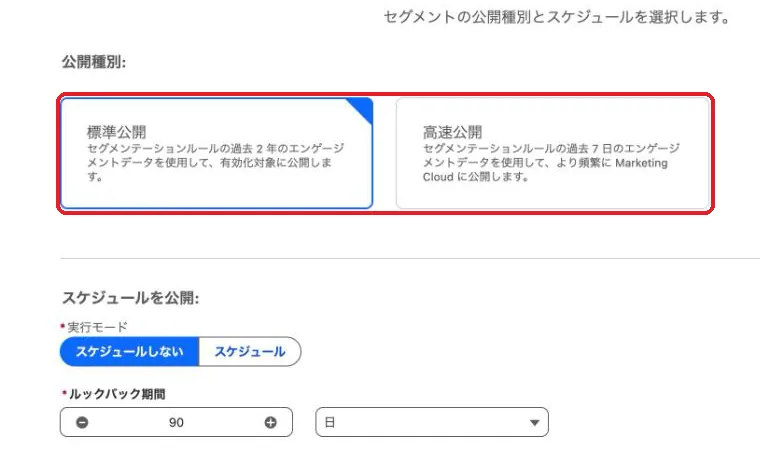 セグメントの公開種別とスケジュールを選択します。
公開種別:
標準公開
セグメンテーションルールの過去 2 年のエンゲージ
メントデータを使用して、有効化対象に公開しま
す。
高速公開
セグメンテーションルールの過去 7 日のエンゲージ
メントデータを使用して、より頻繁に Marketing
Cloud に公開します。
スケジュールを公開:
*実行モード
スケジュールしない スケジュール
*ルックバック期間
90 日